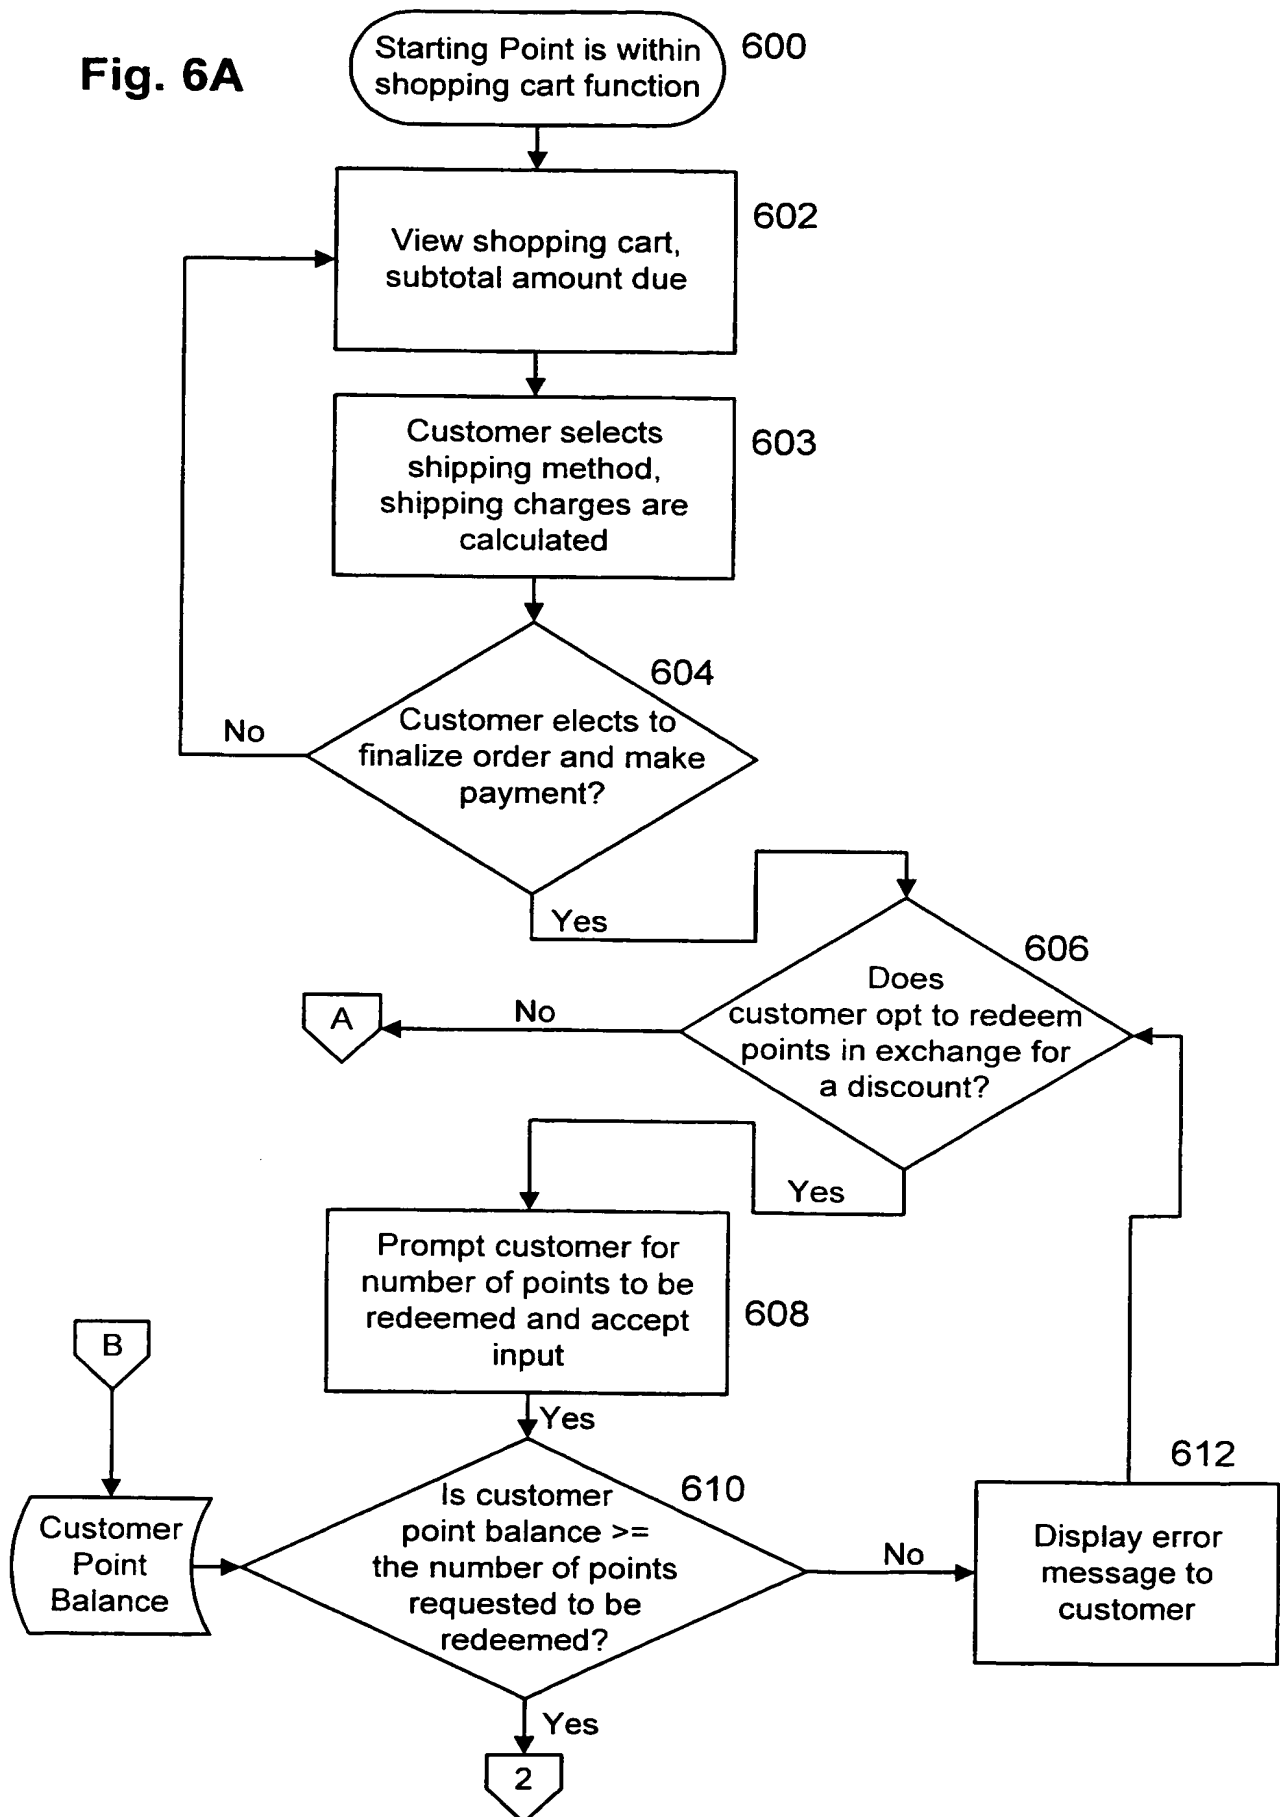 Fig. 6A
Starting Point is within
shopping cart function
600
View shopping cart,
subtotal amount due
602
Customer selects
shipping method,
shipping charges are
calculated
603
604
Customer elects to
finalize order and make
payment?
No
Yes
606
Does
customer opt to redeem
points in exchange for
a discount?
No
A
Yes
Prompt customer for
number of points to be
redeemed and accept
input
608
B
Yes
Customer
Point
Balance
610
Is customer
point balance >=
the number of points
requested to be
redeemed?
No
612
Display error
message to
customer
Yes
2